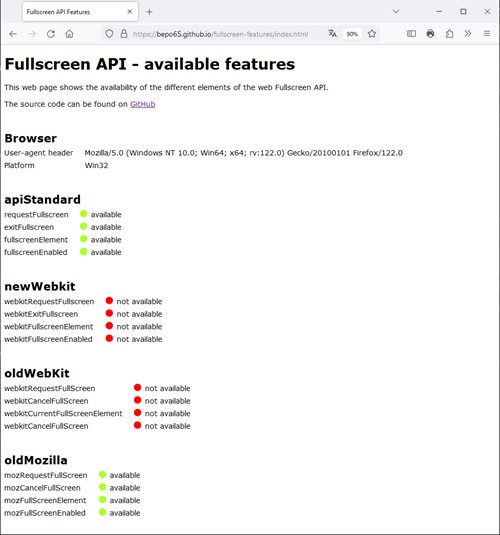 Fullscreen API Features
https://bepo65.github.io/fullscreen-features/index.html
90%
Fullscreen API - available features
This web page shows the availability of the different elements of the web Fullscreen API.
The source code can be found on GitHub
Browser
User-agent header Mozilla/5.0 (Windows NT 10.0; Win64; x64; rv:122.0) Gecko/20100101 Firefox/122.0
Platform Win32
apiStandard
requestFullscreen available
exitFullscreen available
fullscreenElement available
fullscreenEnabled available
newWebkit
webkitRequestFullscreen not available
webkitExitFullscreen not available
webkitFullscreenElement not available
webkitFullscreenEnabled not available
oldWebKit
webkitRequestFullScreen not available
webkitCancelFullScreen not available
webkitCurrentFullScreenElement not available
webkitCancelFullScreen not available
oldMozilla
mozRequestFullScreen available
mozCancelFullScreen available
mozFullScreenElement available
mozFullScreenEnabled available